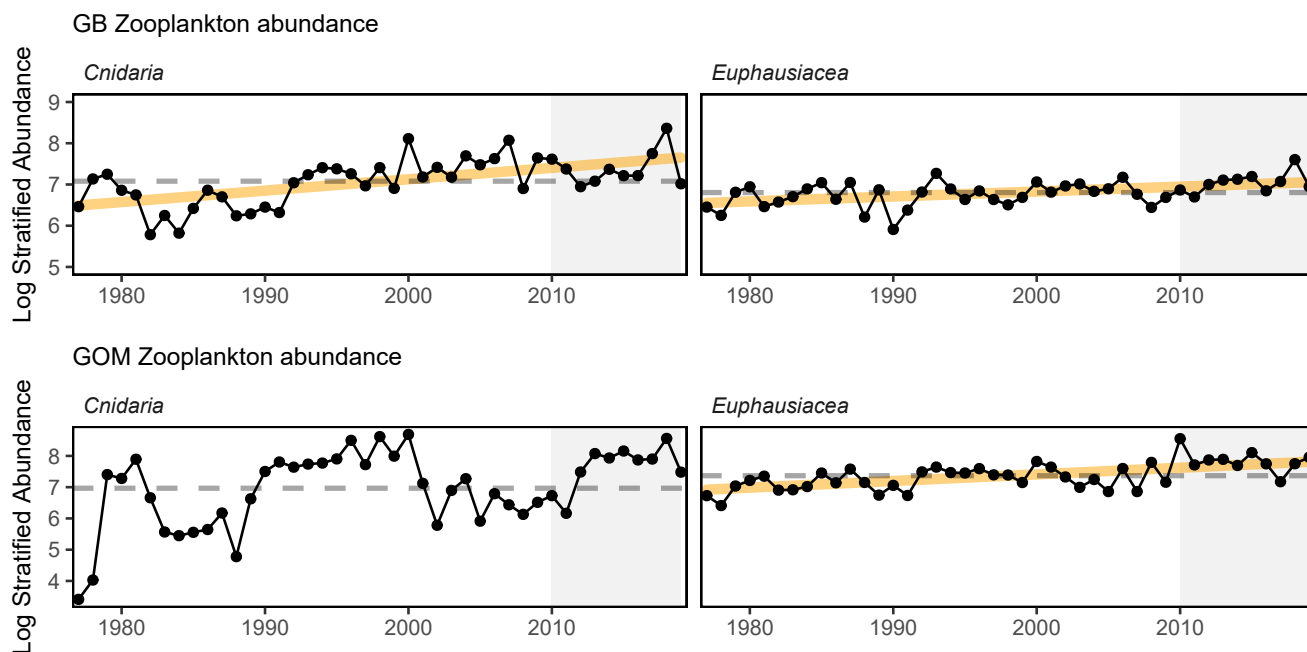 GB Zooplankton abundance
Cnidaria
Euphausiacea
Log Stratified Abundance
9
8
7
6
5
1980 1990 2000 2010
1980 1990 2000 2010
GOM Zooplankton abundance
Cnidaria
Euphausiacea
Log Stratified Abundance
8
7
6
5
4
1980 1990 2000 2010
1980 1990 2000 2010